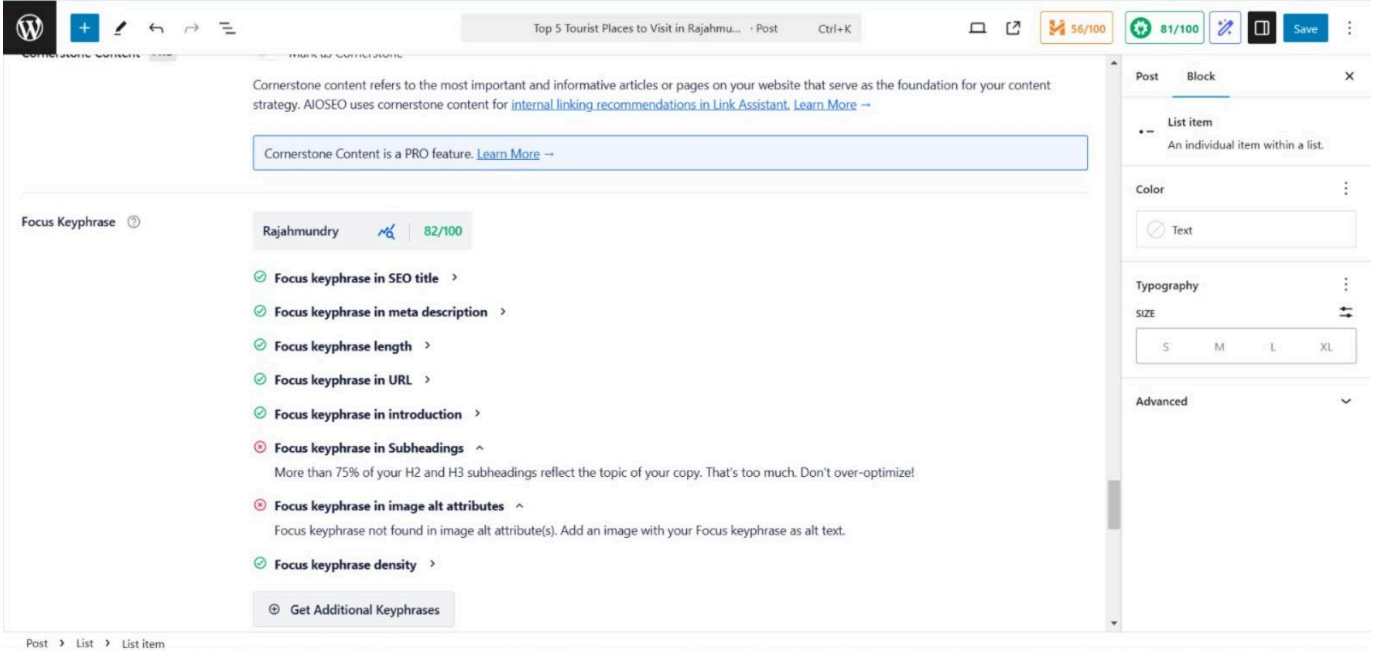 Top 5 Tourist Places to Visit in Rajahmu... · Post Ctrl+K
56/100
81/100
Save
Cornerstone Content PRO
Mark as Cornerstone
Cornerstone content refers to the most important and informative articles or pages on your website that serve as the foundation for your content
strategy. AIOSEO uses cornerstone content for internal linking recommendations in Link Assistant. Learn More →
Cornerstone Content is a PRO feature. Learn More →
Focus Keyphrase
Rajahmundry 82/100
Focus keyphrase in SEO title
Focus keyphrase in meta description
Focus keyphrase length
Focus keyphrase in URL
Focus keyphrase in introduction
Focus keyphrase in Subheadings
More than 75% of your H2 and H3 subheadings reflect the topic of your copy. That's too much. Don't over-optimize!
Focus keyphrase in image alt attributes
Focus keyphrase not found in image alt attribute(s). Add an image with your Focus keyphrase as alt text.
Focus keyphrase density
Get Additional Keyphrases
Post Block
List item
An individual item within a list.
Color
Text
Typography
SIZE
S M L XL
Advanced
Post > List > List item